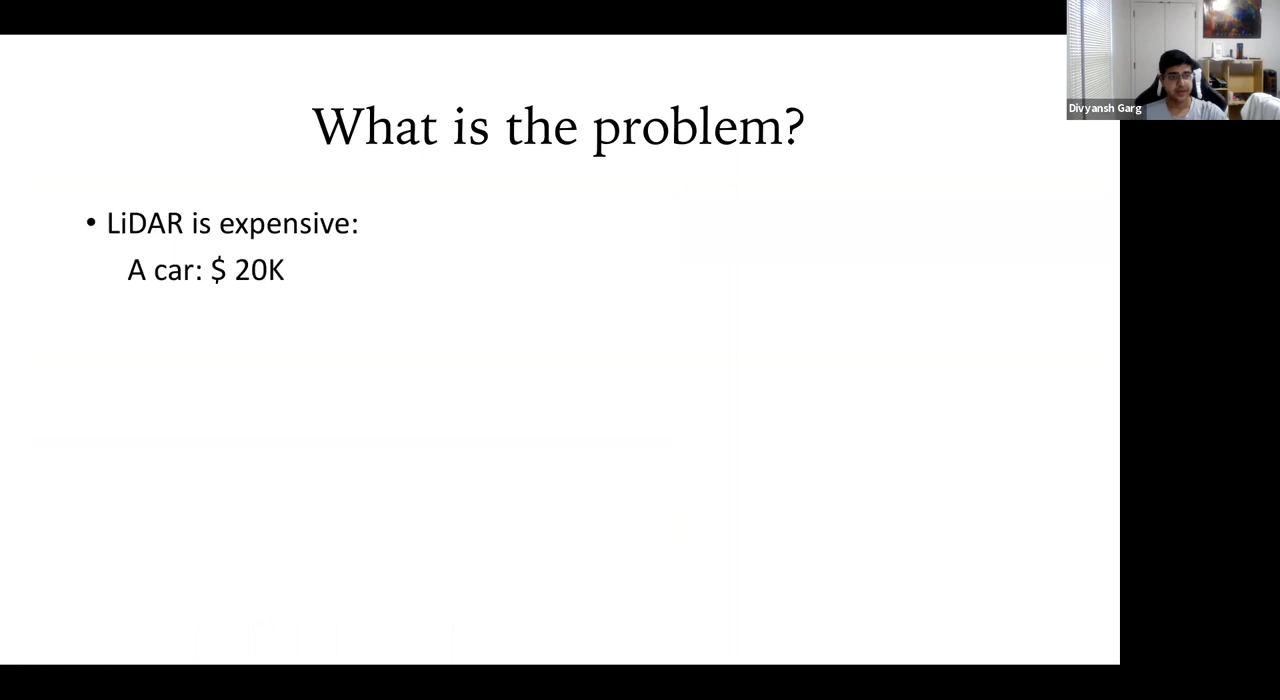 What is the problem?
• LiDAR is expensive:
A car: $ 20K
Divyansh Garg